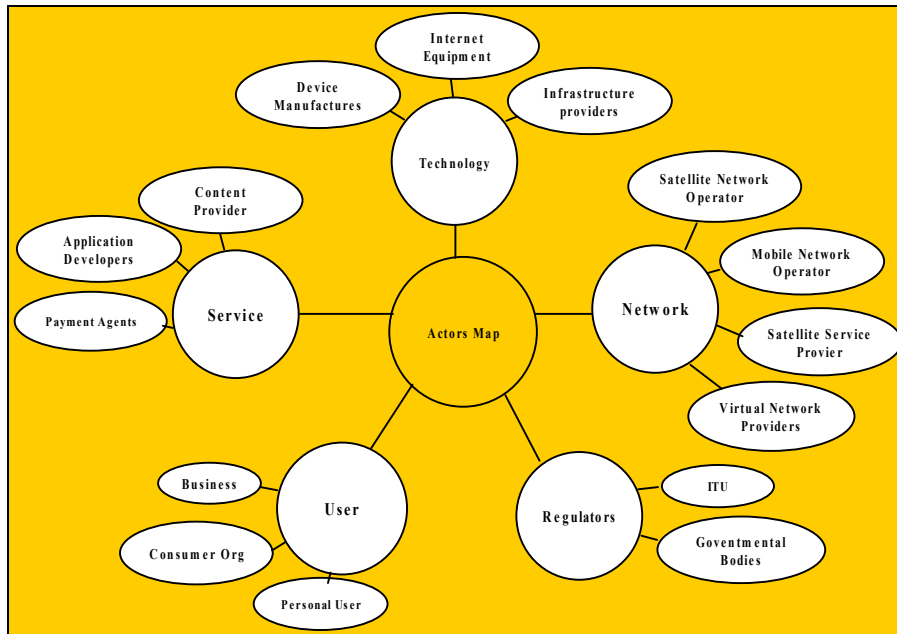 Internet
Equipment
Device
Manufactures
Infrastructure
providers
Technology
Content
Provider
Application
Developers
Payment Agents
Service
Actors Map
Satellite Network
Operator
Mobile Network
Operator
Network
Satellite Service
Provier
Virtual Network
Providers
Business
User
Consumer Org
Personal User
Regulators
ITU
Goventmental
Bodies